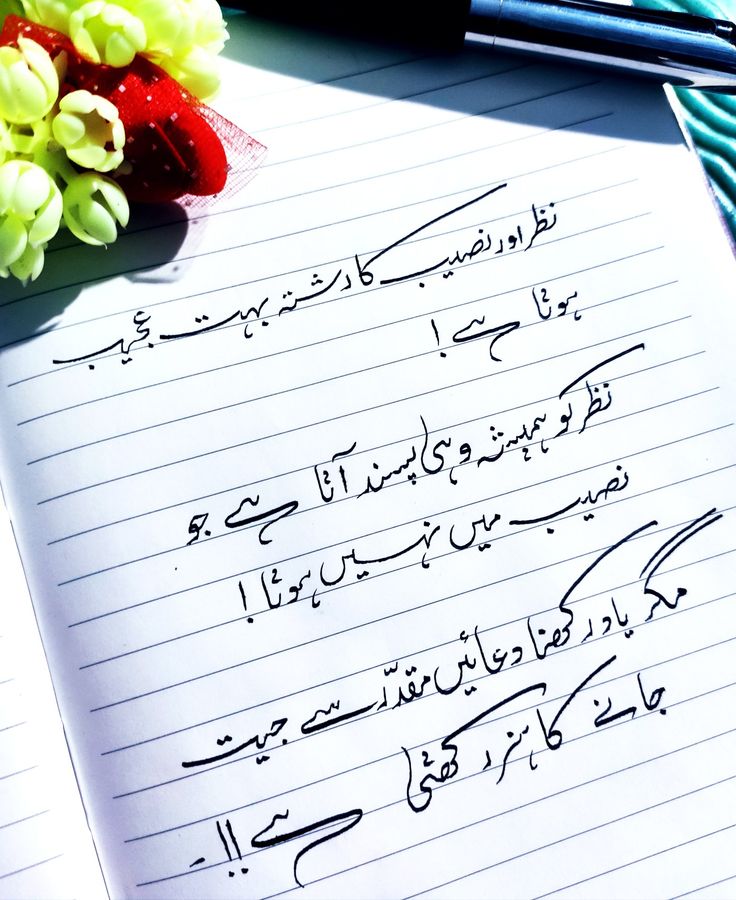 نظر اور نصیب کا رشتہ بہت عجیب
ہوتا ہے !
نظر کو ہمیشہ وہی پسند آتا ہے جو
نصیب میں نہیں ہوتا !
مگر یاد رکھنا دعائیں مقدّر سے جیت
جانے کا ہنر رکھتی ہے !!۔